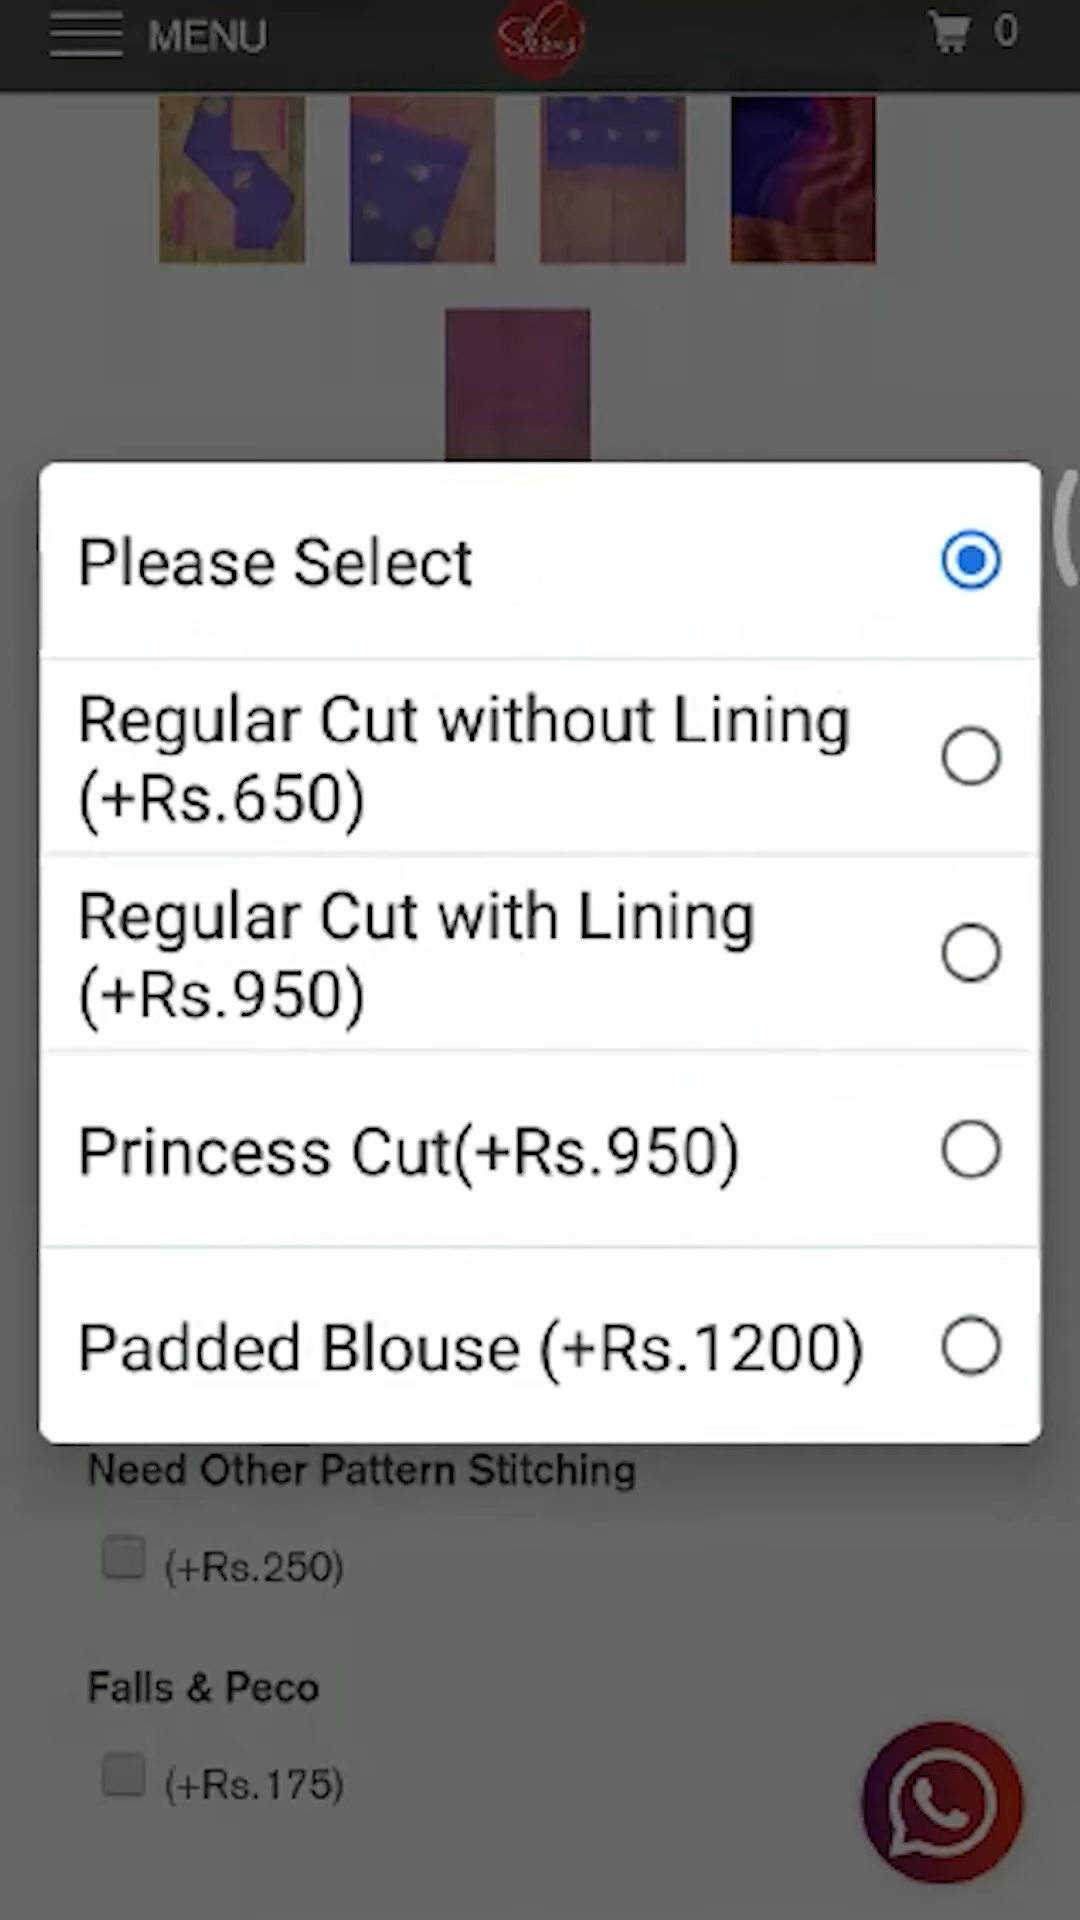 MENU
0
Please Select
Regular Cut without Lining
(+Rs.650)
Regular Cut with Lining
(+Rs.950)
Princess Cut(+Rs.950)
Padded Blouse (+Rs.1200)
Need Other Pattern Stitching
(+Rs.250)
Falls & Peco
(+Rs.175)